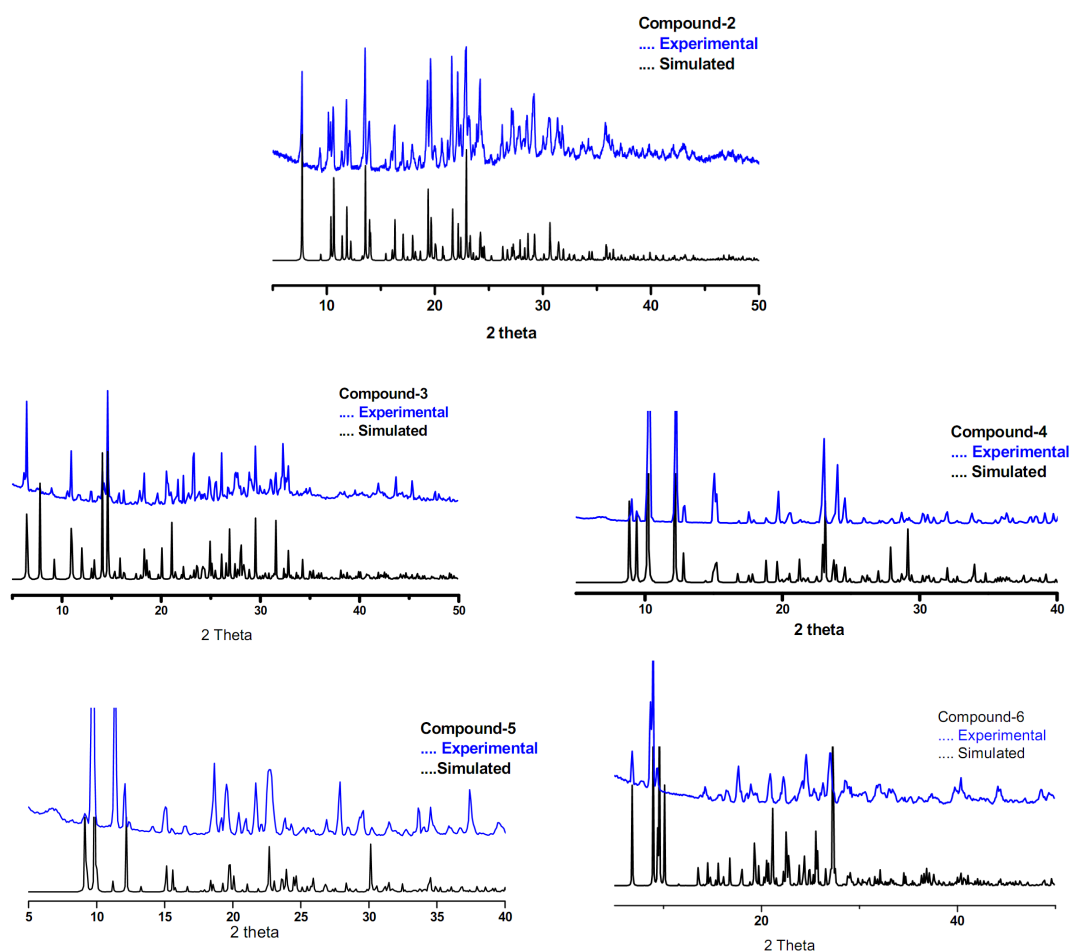 Compound-2
.... Experimental
.... Simulated
10 20 30 40 50
2 theta
Compound-3
.... Experimental
.... Simulated
10 20 30 40 50
2 Theta
Compound-4
.... Experimental
.... Simulated
10 20 30 40
2 theta
Compound-5
.... Experimental
....Simulated
5 10 15 20 25 30 35 40
2 theta
Compound-6
.... Experimental
.... Simulated
20 40
2 Theta